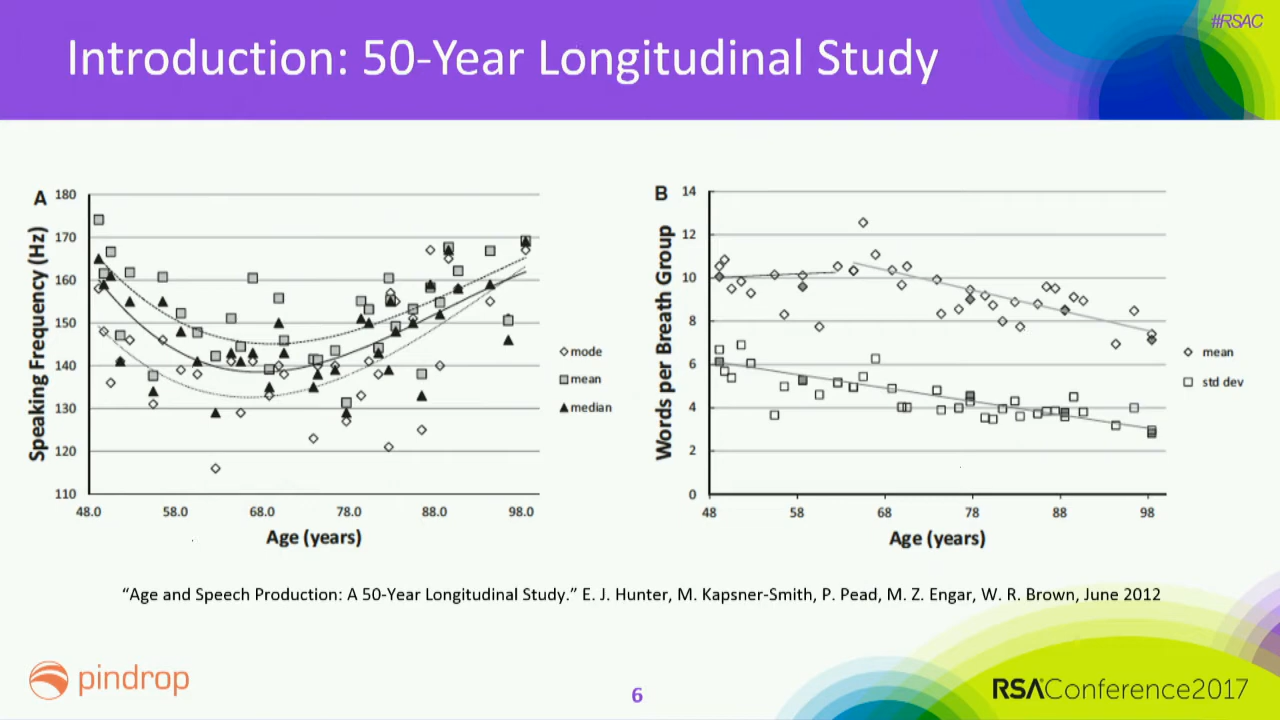 #RSAC
Introduction: 50-Year Longitudinal Study
A
Speaking Frequency (Hz)
180
170
160
150
140
130
120
110
48.0 58.0 68.0 78.0 88.0 98.0
Age (years)
mode
mean
median
B
Words per Breath Group
14
12
10
8
6
4
2
0
48 58 68 78 88 98
Age (years)
mean
std dev
“Age and Speech Production: A 50-Year Longitudinal Study.” E. J. Hunter, M. Kapsner-Smith, P. Pead, M. Z. Engar, W. R. Brown, June 2012
pindrop
6
RSAConference2017